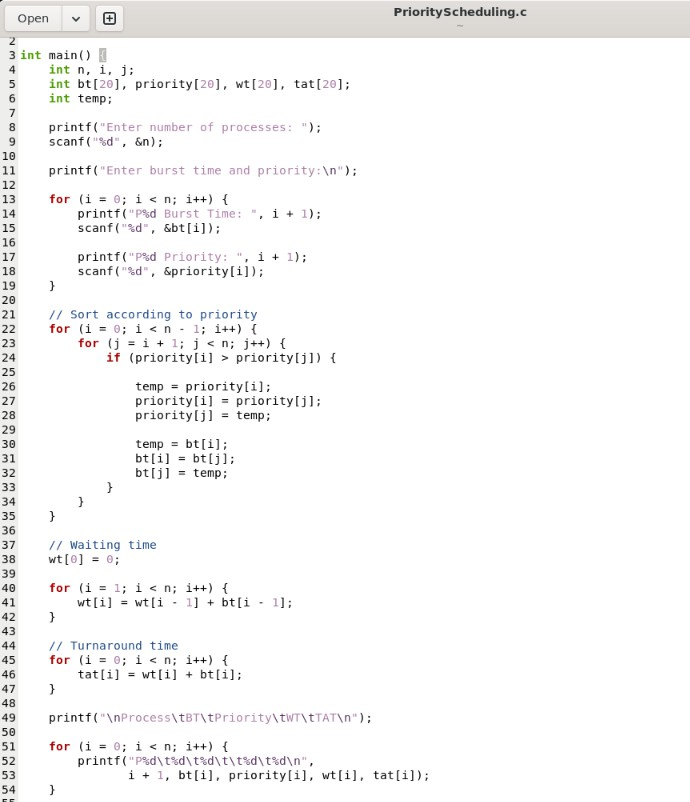 Open
PriorityScheduling.c
~
2
3 int main() {
4     int n, i, j;
5     int bt[20], priority[20], wt[20], tat[20];
6     int temp;
7
8     printf("Enter number of processes: ");
9     scanf("%d", &n);
10
11     printf("Enter burst time and priority:\n");
12
13     for (i = 0; i < n; i++) {
14         printf("P%d Burst Time: ", i + 1);
15         scanf("%d", &bt[i]);
16
17         printf("P%d Priority: ", i + 1);
18         scanf("%d", &priority[i]);
19     }
20
21     // Sort according to priority
22     for (i = 0; i < n - 1; i++) {
23         for (j = i + 1; j < n; j++) {
24             if (priority[i] > priority[j]) {
25
26                 temp = priority[i];
27                 priority[i] = priority[j];
28                 priority[j] = temp;
29
30                 temp = bt[i];
31                 bt[i] = bt[j];
32                 bt[j] = temp;
33             }
34         }
35     }
36
37     // Waiting time
38     wt[0] = 0;
39
40     for (i = 1; i < n; i++) {
41         wt[i] = wt[i - 1] + bt[i - 1];
42     }
43
44     // Turnaround time
45     for (i = 0; i < n; i++) {
46         tat[i] = wt[i] + bt[i];
47     }
48
49     printf("\nProcess\tBT\tPriority\tWT\tTAT\n");
50
51     for (i = 0; i < n; i++) {
52         printf("P%d\t%d\t%d\t\t%d\t%d\n",
53                i + 1, bt[i], priority[i], wt[i], tat[i]);
54     }